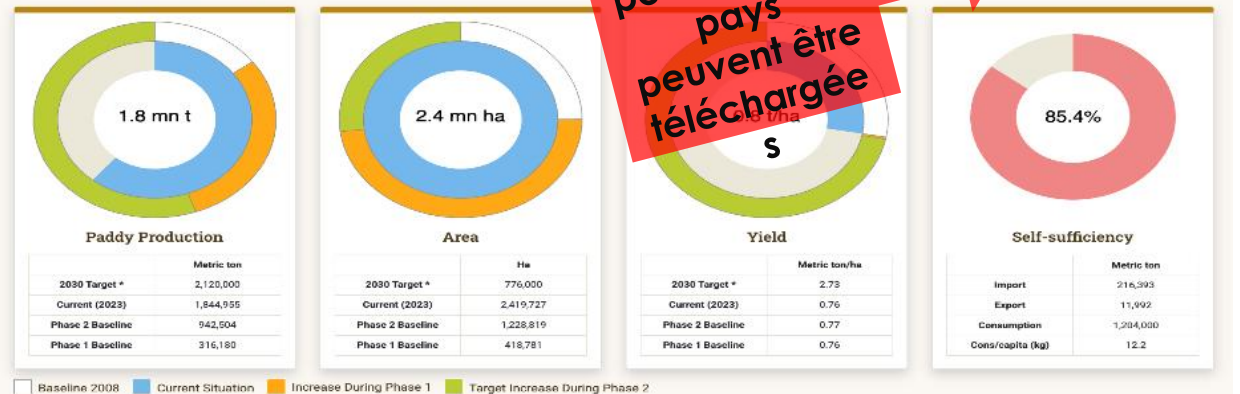 pays
peuvent être
téléchargée
s
1.8 mn t
2.4 mn ha
t/ha
85.4%
Paddy Production
Metric ton
2030 Target * 2,120,000
Current (2023) 1,844,955
Phase 2 Baseline 942,504
Phase 1 Baseline 316,180
Area
Ha
2030 Target * 776,000
Current (2023) 2,419,727
Phase 2 Baseline 1,228,819
Phase 1 Baseline 418,781
Yield
Metric ton/ha
2030 Target * 2.73
Current (2023) 0.76
Phase 2 Baseline 0.77
Phase 1 Baseline 0.76
Self-sufficiency
Metric ton
Import 216,393
Export 11,992
Consumption 1,204,000
Cons/capita (kg) 12.2
Baseline 2008 Current Situation Increase During Phase 1 Target Increase During Phase 2